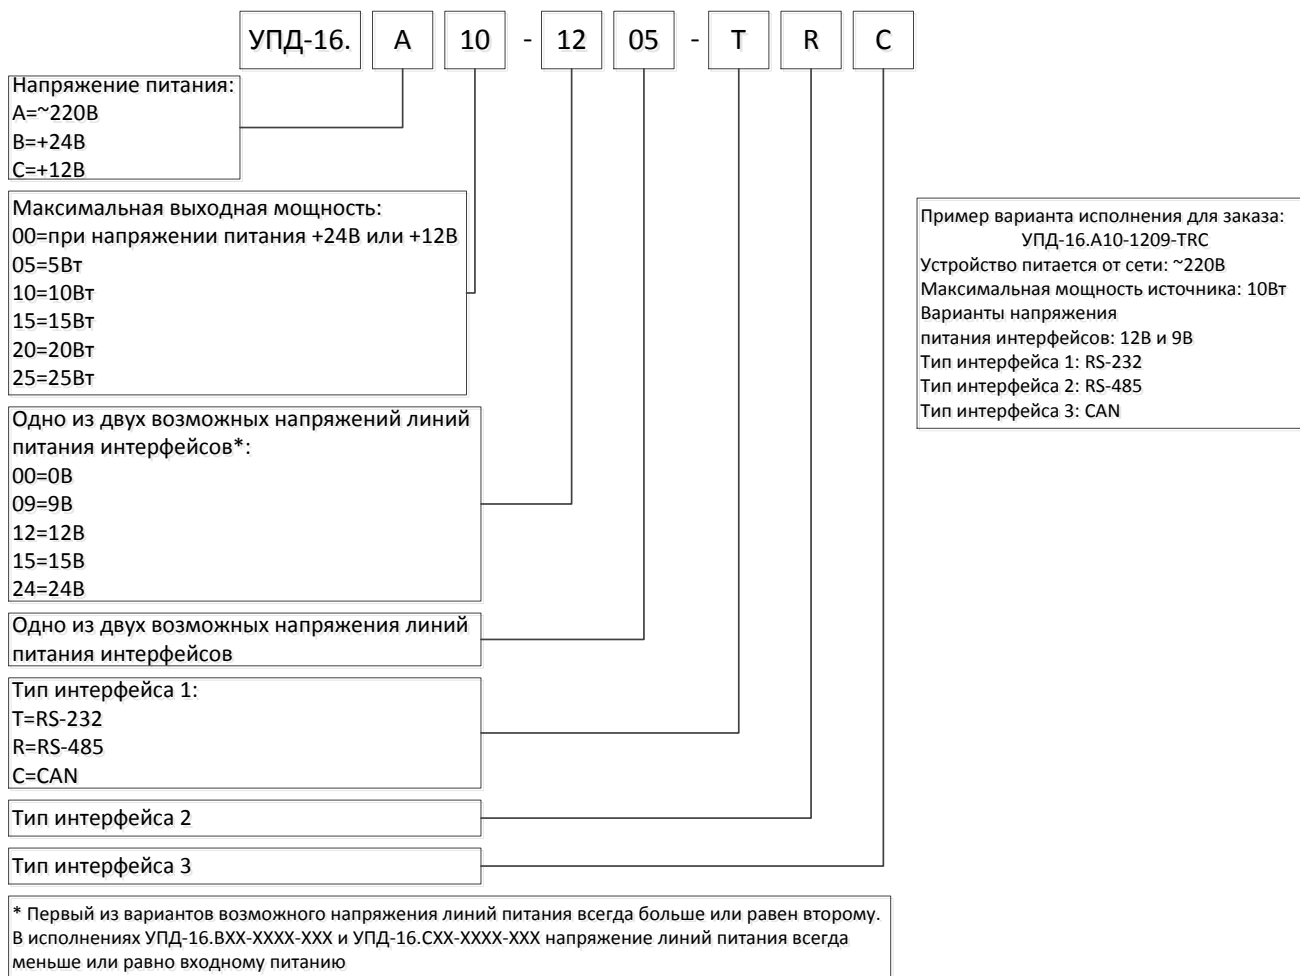 УПД-16. A 10 - 12 05 - T R C
Напряжение питания:
A=~220В
B=+24В
C=+12В
Максимальная выходная мощность:
00=при напряжении питания +24В или +12В
05=5Вт
10=10Вт
15=15Вт
20=20Вт
25=25Вт
Одно из двух возможных напряжений линий
питания интерфейсов*:
00=0В
09=9В
12=12В
15=15В
24=24В
Одно из двух возможных напряжения линий
питания интерфейсов
Тип интерфейса 1:
T=RS-232
R=RS-485
C=CAN
Тип интерфейса 2
Тип интерфейса 3
* Первый из вариантов возможного напряжения линий питания всегда больше или равен второму.
В исполнениях УПД-16.BXX-XXXX-XXX и УПД-16.CXX-XXXX-XXX напряжение линий питания всегда
меньше или равно входному питанию
Пример варианта исполнения для заказа:
УПД-16.A10-1209-TRC
Устройство питается от сети: ~220В
Максимальная мощность источника: 10Вт
Варианты напряжения
питания интерфейсов: 12В и 9В
Тип интерфейса 1: RS-232
Тип интерфейса 2: RS-485
Тип интерфейса 3: CAN